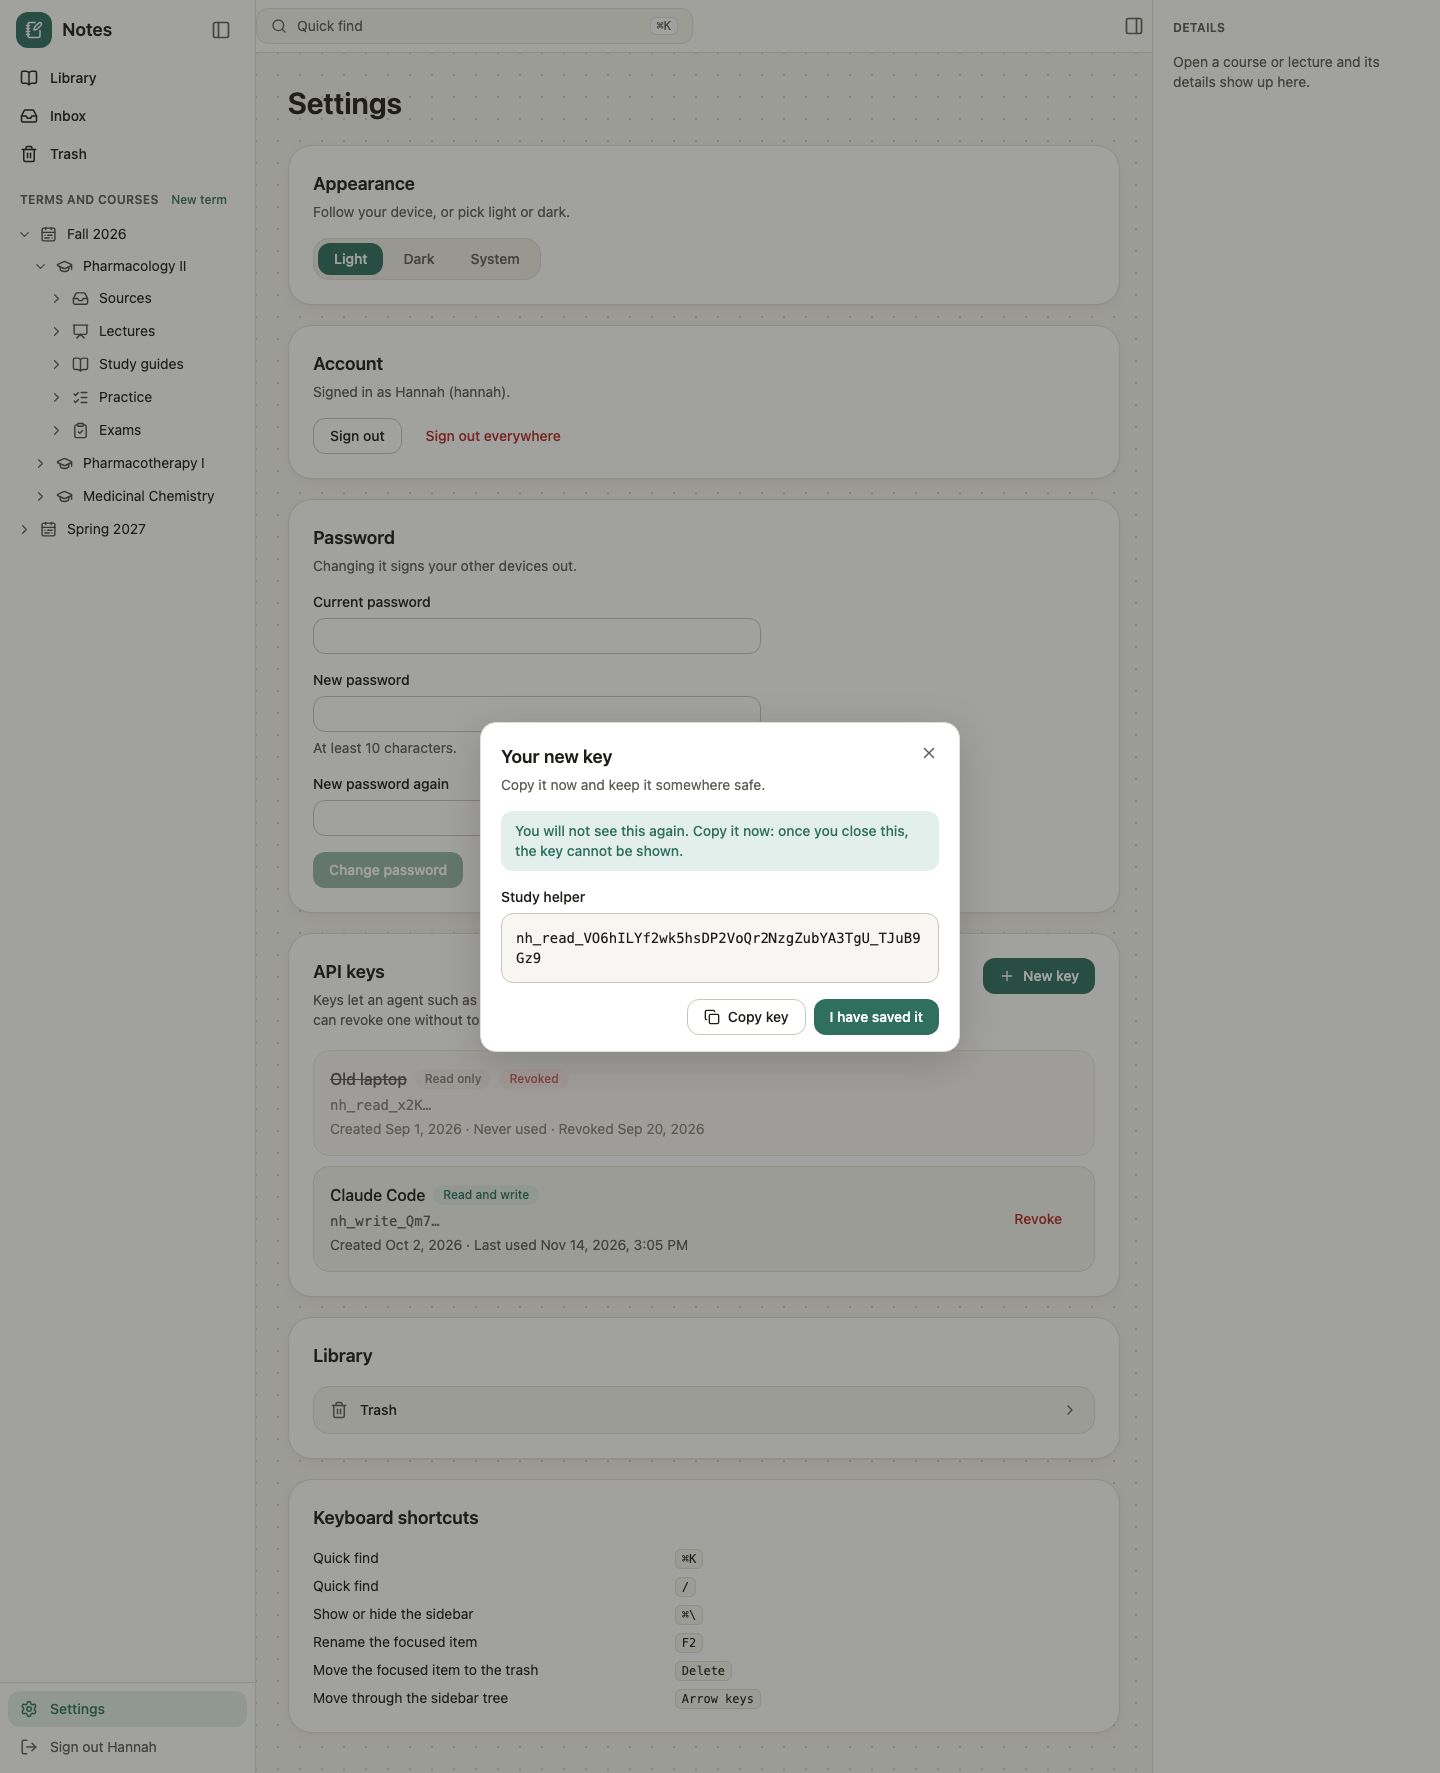 Notes
Library
Inbox
Trash
TERMS AND COURSES New term
Fall 2026
Pharmacology II
Sources
Lectures
Study guides
Practice
Exams
Pharmacotherapy I
Medicinal Chemistry
Spring 2027
Settings
Sign out Hannah
Quick find ⌘K
Settings
Appearance
Follow your device, or pick light or dark.
Light Dark System
Account
Signed in as Hannah (hannah).
Sign out Sign out everywhere
Password
Changing it signs your other devices out.
Current password
New password
At least 10 characters.
New password again
Change password
Your new key
Copy it now and keep it somewhere safe.
You will not see this again. Copy it now: once you close this,
the key cannot be shown.
Study helper
nh_read_VO6hILYf2wk5hsDP2VoQr2NzgZubYA3TgU_TJuB9
Gz9
Copy key I have saved it
API keys
New key
Keys let an agent such as
can revoke one without to
Old laptop Read only Revoked
nh_read_x2K…
Created Sep 1, 2026 · Never used · Revoked Sep 20, 2026
Claude Code Read and write
nh_write_Qm7…
Revoke
Created Oct 2, 2026 · Last used Nov 14, 2026, 3:05 PM
Library
Trash
Keyboard shortcuts
Quick find ⌘K
Quick find /
Show or hide the sidebar ⌘\
Rename the focused item F2
Move the focused item to the trash Delete
Move through the sidebar tree Arrow keys
DETAILS
Open a course or lecture and its
details show up here.